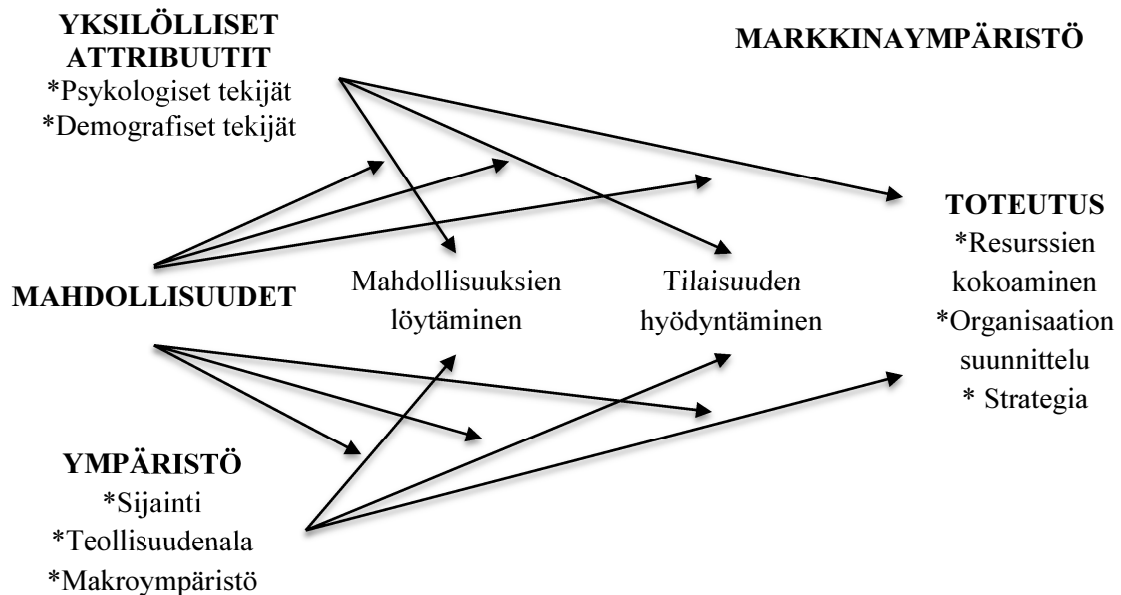 YKSILÖLLISET
ATTRIBUUTIT
*Psykologiset tekijät
*Demografiset tekijät
MARKKINAYMPÄRISTÖ
MAHDOLLISUUDET
Mahdollisuuksien
löytäminen
Tilaisuuden
hyödyntäminen
TOTEUTUS
*Resurssien
kokoaminen
*Organisaation
suunnittelu
* Strategia
YMPÄRISTÖ
*Sijainti
*Teollisuudenala
*Makroympäristö